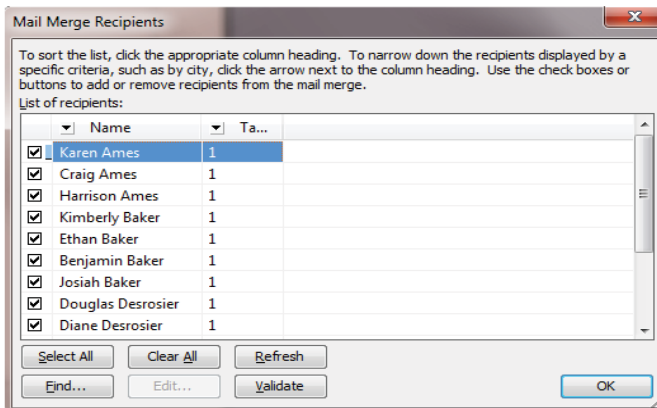 Mail Merge Recipients
To sort the list, click the appropriate column heading. To narrow down the recipients displayed by a
specific criteria, such as by city, click the arrow next to the column heading. Use the check boxes or
buttons to add or remove recipients from the mail merge.
List of recipients:
Name Ta...
Karen Ames 1
Craig Ames 1
Harrison Ames 1
Kimberly Baker 1
Ethan Baker 1
Benjamin Baker 1
Josiah Baker 1
Douglas Desrosier 1
Diane Desrosier 1
Select All Clear All Refresh
Find... Edit... Validate OK